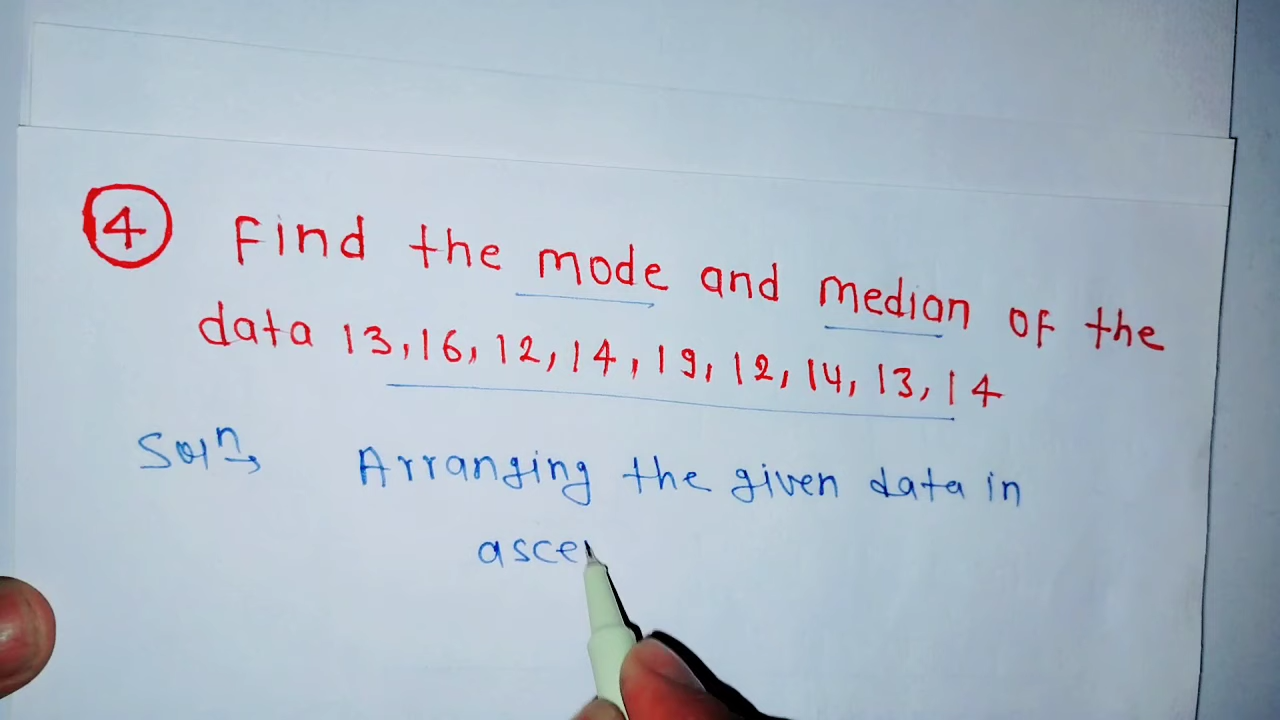 4 Find the mode and median of the
data 13, 16, 12, 14, 19, 12, 14, 13, 14
Solⁿ→ Arranging the given data in
asce